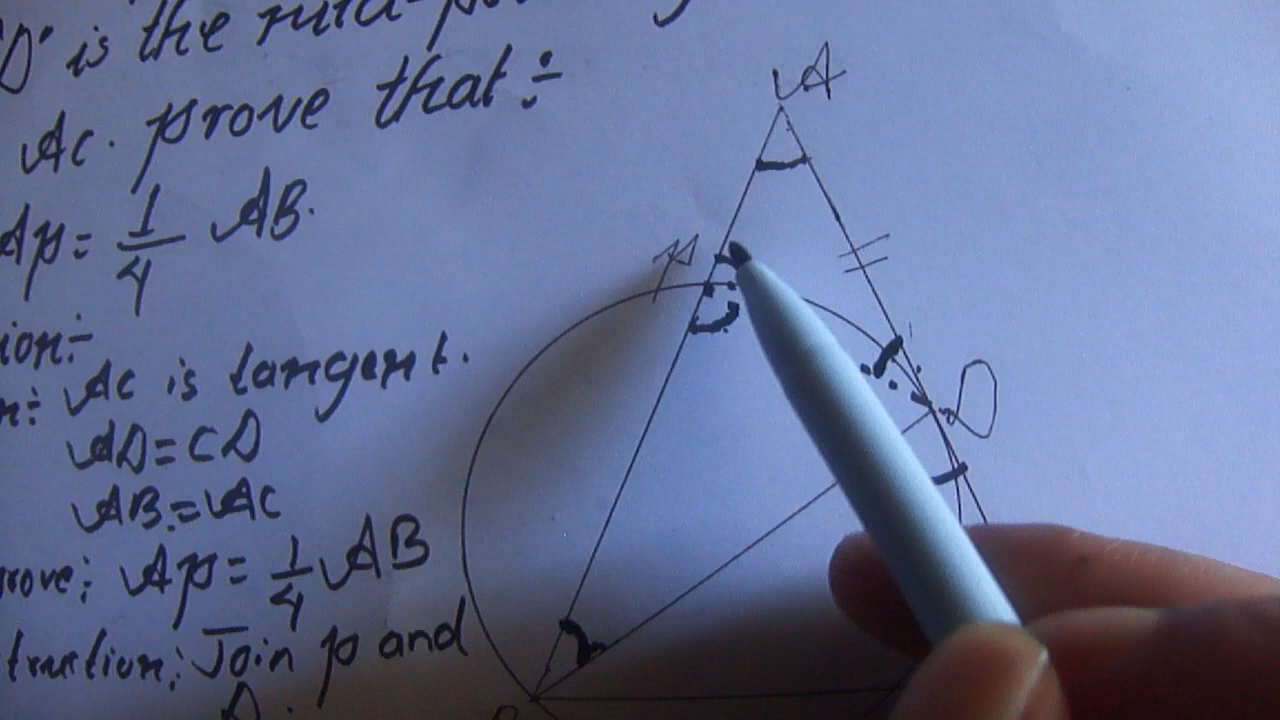 "D" is the mid-po
AC. prove that÷
Ap = 1/4 AB.
ion:-
n÷ AC is tangent.
AD = CD
AB = AC
rove: Ap = 1/4 AB
truction: Join p and
D.
A
D